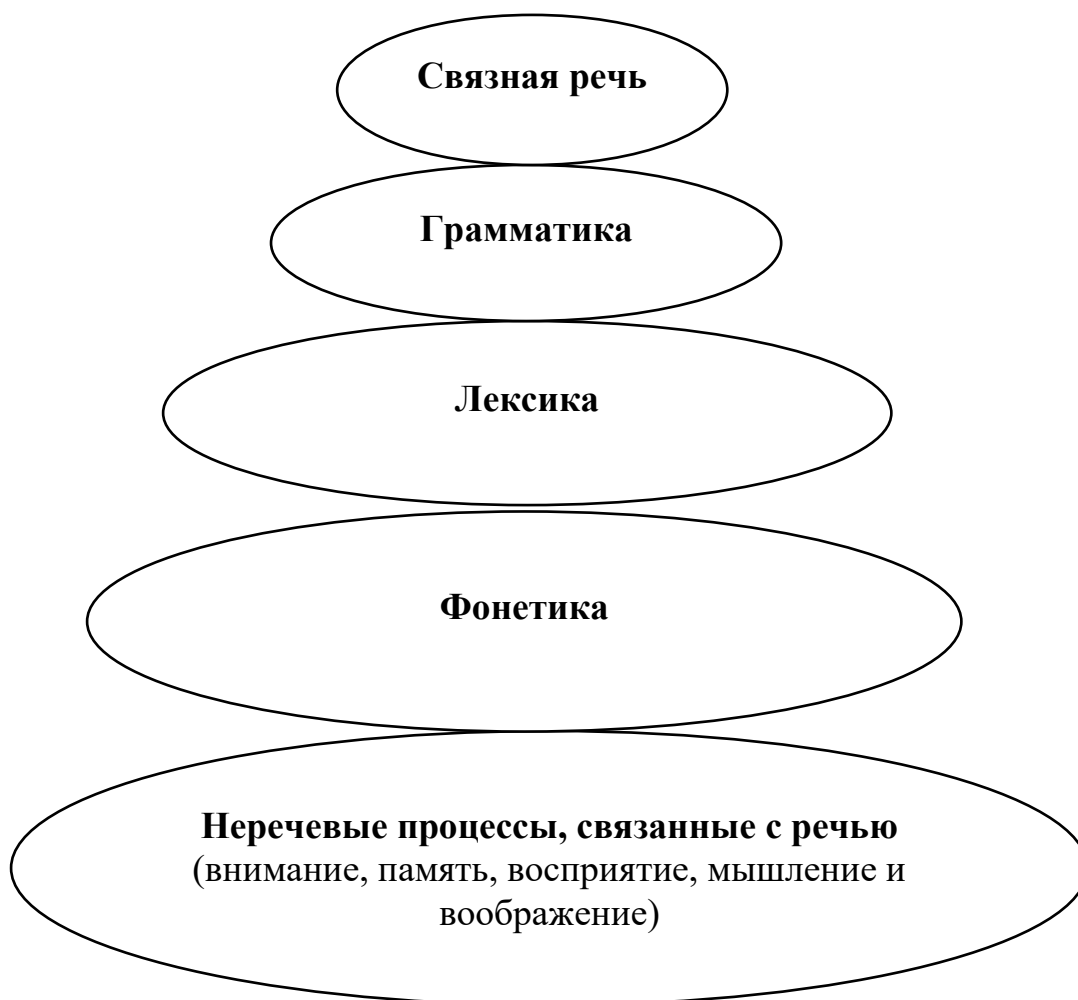 Связная речь
Грамматика
Лексика
Фонетика
Неречевые процессы, связанные с речью
(внимание, память, восприятие, мышление и
воображение)